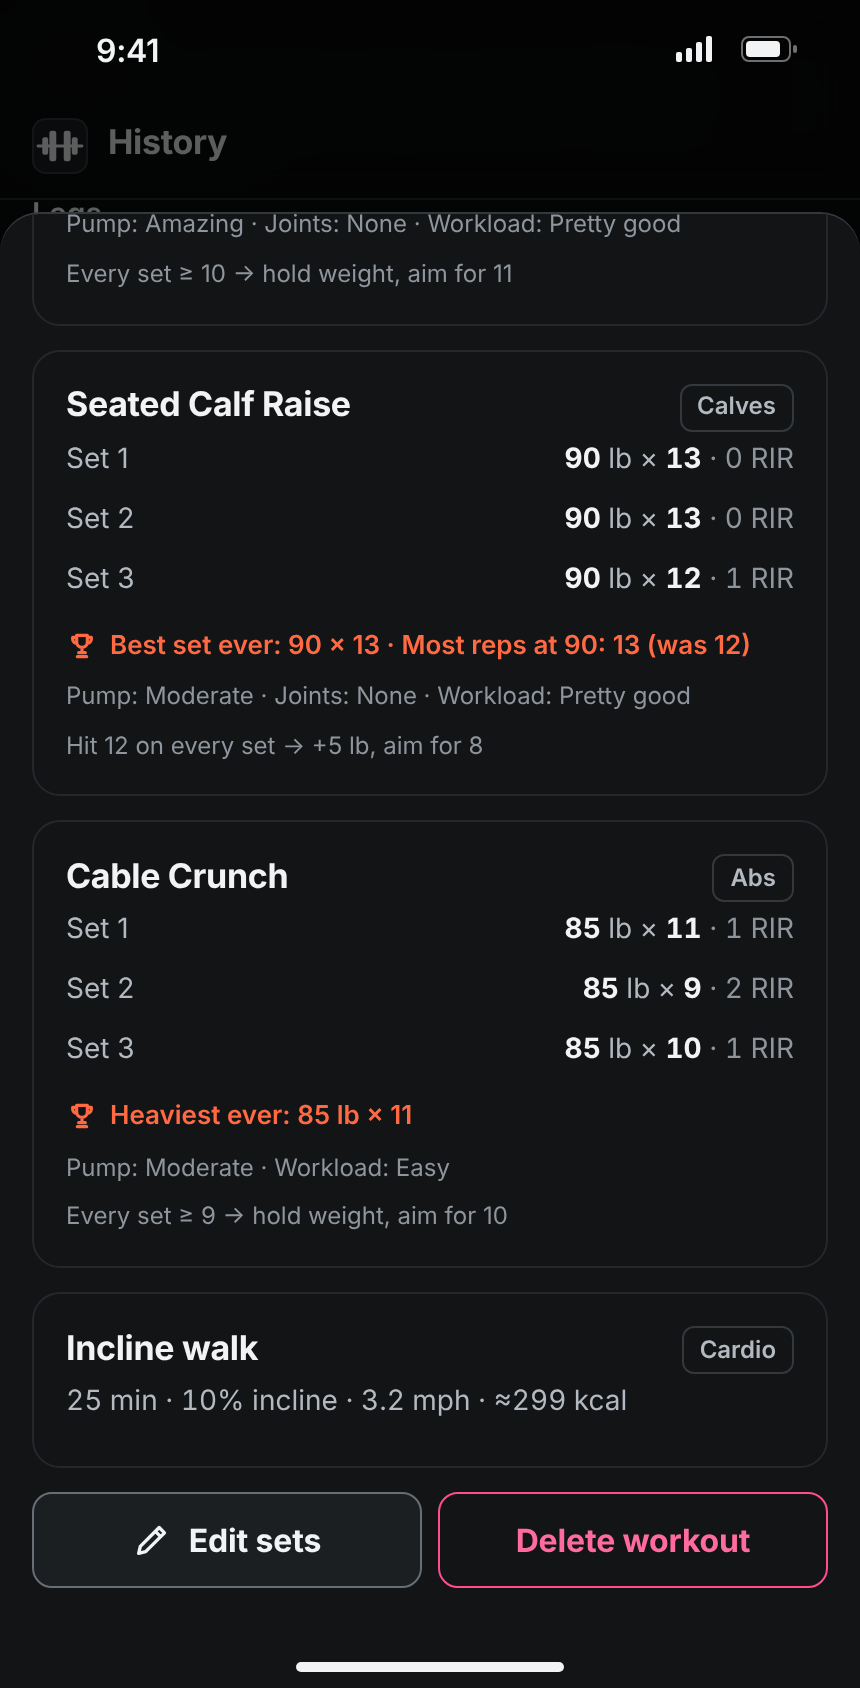 9:41
History
Logs
Pump: Amazing · Joints: None · Workload: Pretty good
Every set ≥ 10 → hold weight, aim for 11
Seated Calf Raise
Calves
Set 1 90 lb × 13 · 0 RIR
Set 2 90 lb × 13 · 0 RIR
Set 3 90 lb × 12 · 1 RIR
Best set ever: 90 × 13 · Most reps at 90: 13 (was 12)
Pump: Moderate · Joints: None · Workload: Pretty good
Hit 12 on every set → +5 lb, aim for 8
Cable Crunch
Abs
Set 1 85 lb × 11 · 1 RIR
Set 2 85 lb × 9 · 2 RIR
Set 3 85 lb × 10 · 1 RIR
Heaviest ever: 85 lb × 11
Pump: Moderate · Workload: Easy
Every set ≥ 9 → hold weight, aim for 10
Incline walk
Cardio
25 min · 10% incline · 3.2 mph · ≈299 kcal
Edit sets
Delete workout